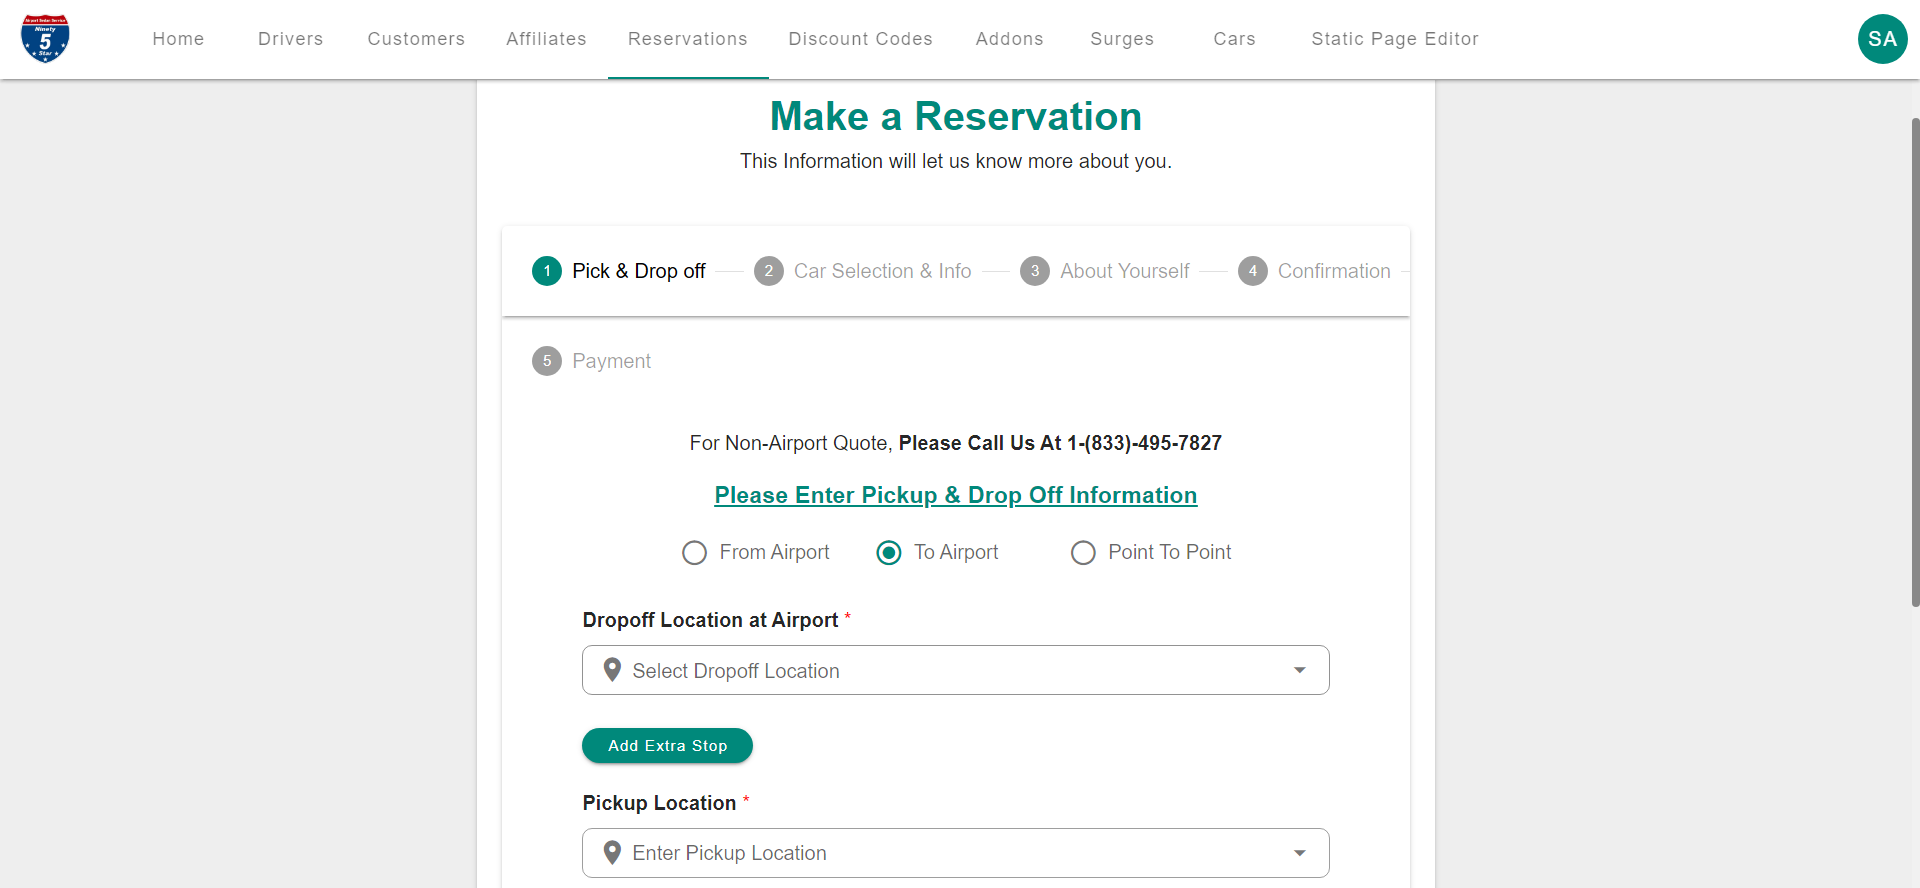 Airport Sedan Service
Ninety
5
Star
Home Drivers Customers Affiliates Reservations Discount Codes Addons Surges Cars Static Page Editor SA
Make a Reservation
This Information will let us know more about you.
1 Pick & Drop off 2 Car Selection & Info 3 About Yourself 4 Confirmation
5 Payment
For Non-Airport Quote, Please Call Us At 1-(833)-495-7827
Please Enter Pickup & Drop Off Information
From Airport To Airport Point To Point
Dropoff Location at Airport *
Select Dropoff Location
Add Extra Stop
Pickup Location *
Enter Pickup Location